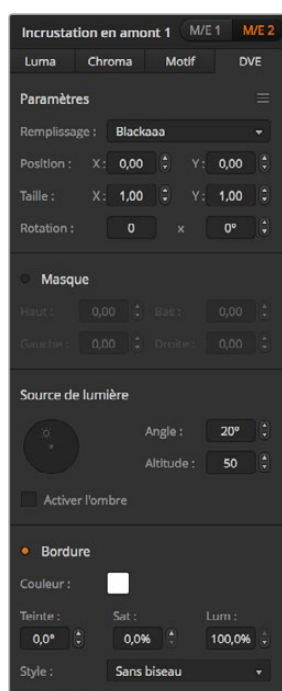 Incrustation en amont 1 M/E 1 M/E 2
Luma Chroma Motif DVE
Paramètres
Remplissage : Blackaaa
Position : X : 0,00 Y : 0,00
Taille : X : 1,00 Y : 1,00
Rotation : 0 x 0°
Masque
Haut : 0,00 Bas : 0,00
Gauche : 0,00 Droite : 0,00
Source de lumière
Angle : 20°
Altitude : 50
Activer l'ombre
Bordure
Couleur :
Teinte : Sat : Lum :
0,0° 0,0% 100,0%
Style : Sans biseau